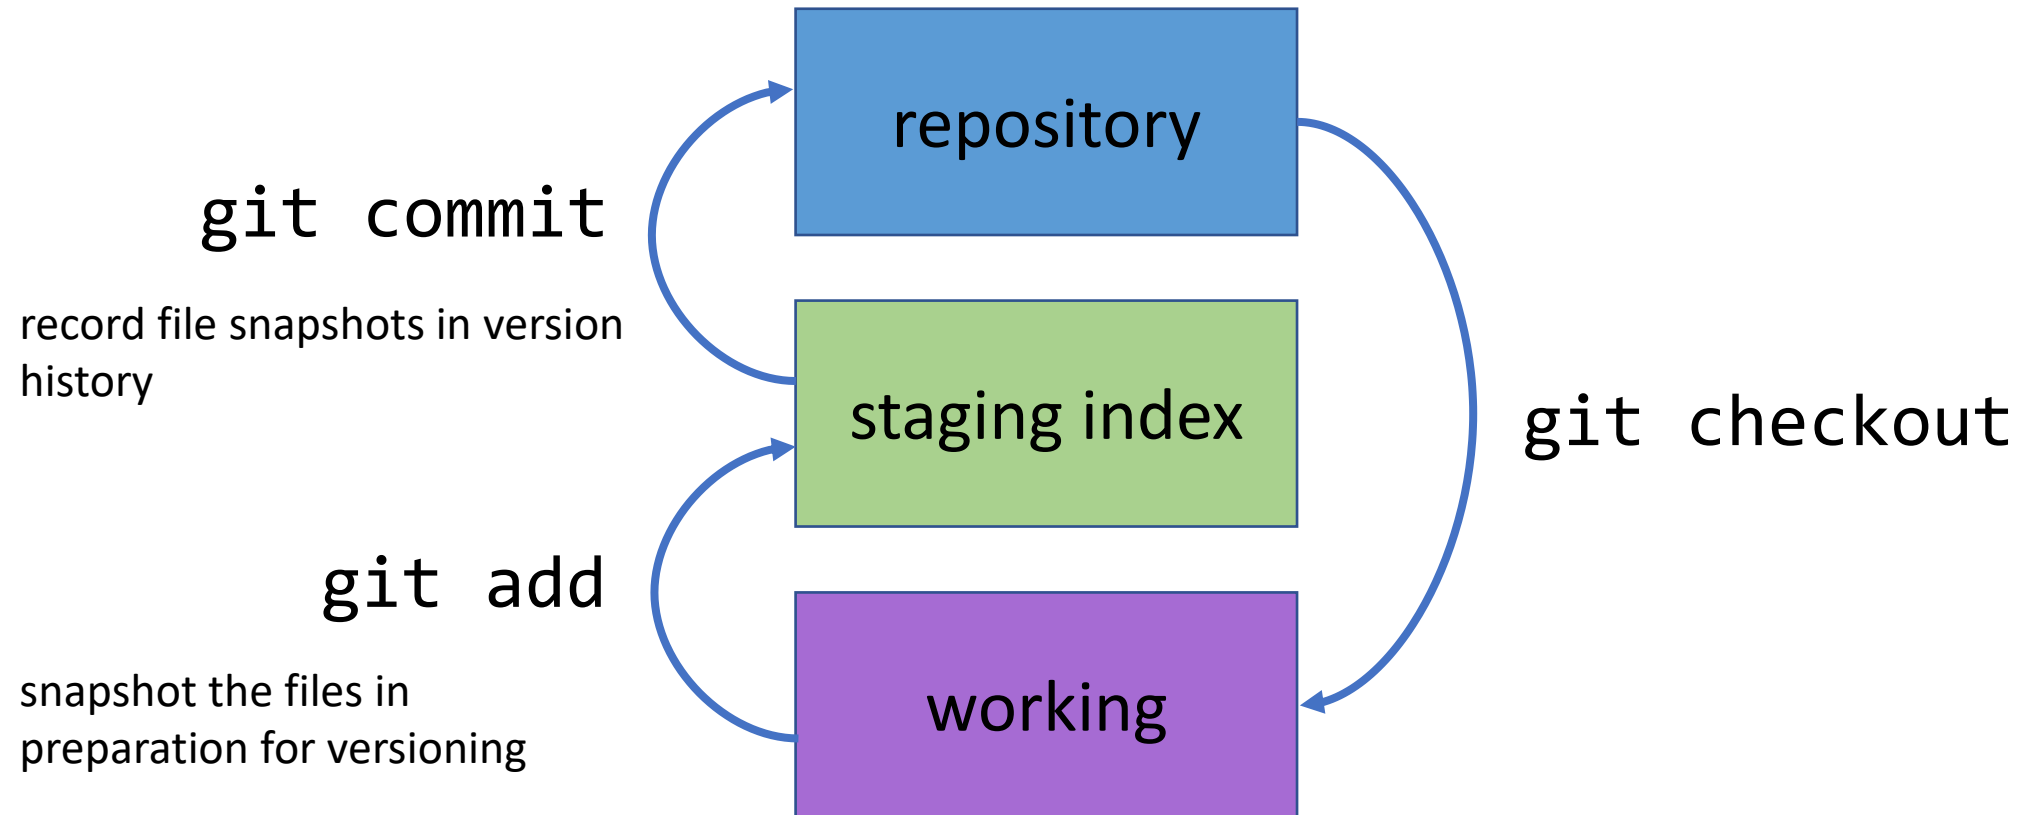 repository
git commit
record file snapshots in version
history
staging index
git checkout
git add
snapshot the files in
preparation for versioning
working